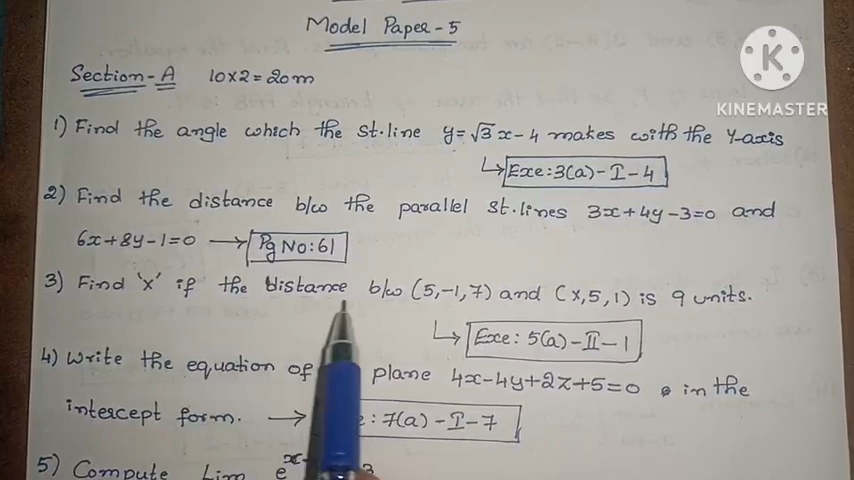 Model Paper-5
Section-A 10x2=20m
KINEMASTER
1) Find the angle which the st.line y=√3x-4 makes with the Y-axis
Exe:3(a)-I-4
2) Find the distance b/w the parallel st.lines 3x+4y-3=0 and
6x+8y-1=0 → Pg No:61
3) Find 'x' if the distance b/w (5,-1,7) and (x,5,1) is 9 units.
Exe: 5(a)-II-1
4) Write the equation of plane 4x-4y+2z+5=0 in the
intercept form. → : 7(a)-I-7
5) Compute Lim